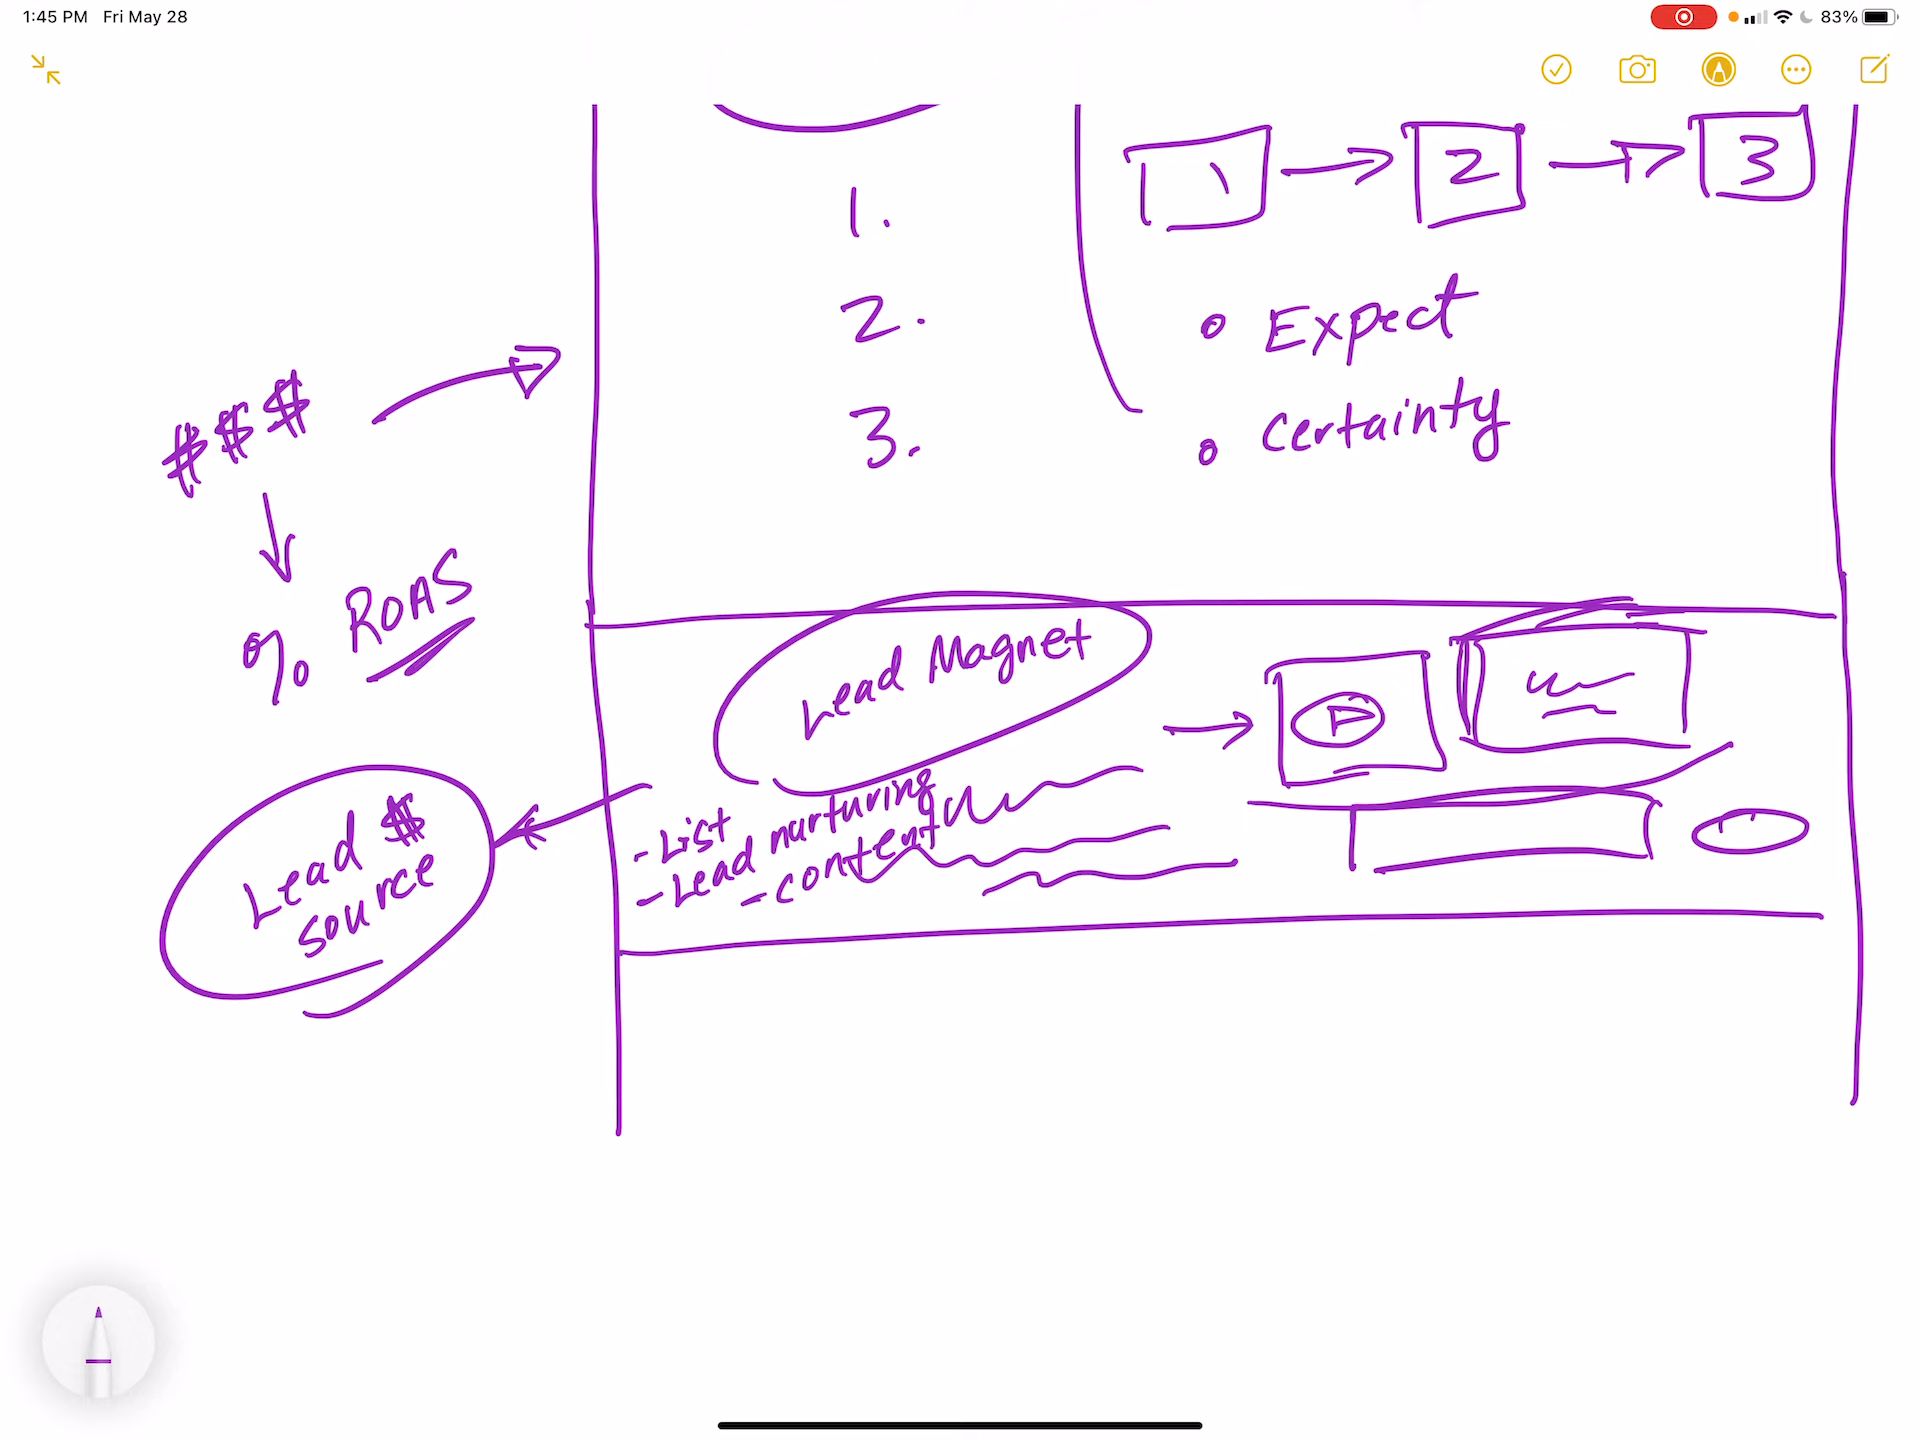 1:45 PM Fri May 28
83%
1 2 3
1.
2.
3.
Expect
Certainty
$$$
% ROAS
Lead Magnet
- List
- Lead nurturing
- content
Lead $
source